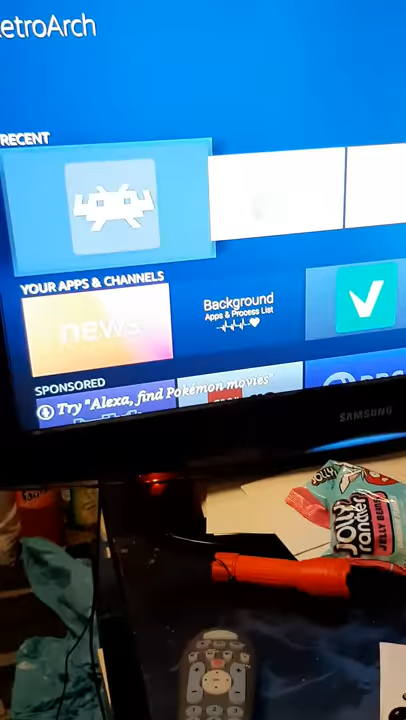 etroArch
RECENT
YOUR APPS & CHANNELS
news
Background
Apps & Process List
SPONSORED
Try "Alexa, find Pokémon movies"
SAMSUNG
JOLLY
JOLLY
rancher
JELLY BEANS